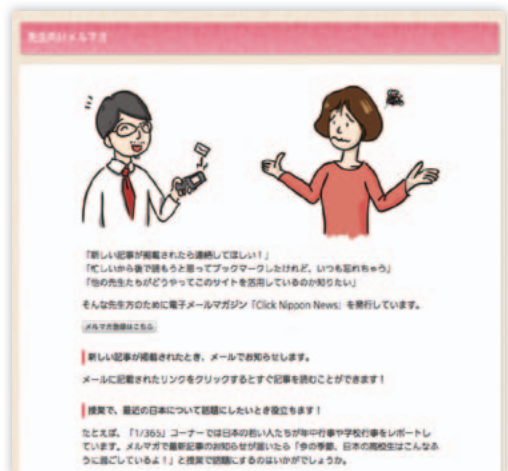 先生向けメルマガ
「新しい記事が掲載されたら連絡してほしい！」
「忙しいから後で読もうと思ってブックマークしたけれど、いつも忘れちゃう」
「他の先生たちがどうやってこのサイトを活用しているのか知りたい」
そんな先生方のために電子メールマガジン「Click Nippon News」を発行しています。
メルマガ登録はこちら
新しい記事が掲載されたとき、メールでお知らせします。
メールに記載されたリンクをクリックするとすぐ記事を読むことができます！
授業で、最近の日本について話題にしたいとき役立ちます！
たとえば、「1/365」コーナーでは日本の若い人たちが年中行事や学校行事をレポートし
ています。メルマガで最新記事のお知らせが届いたら「今の季節、日本の高校生はこんなふ
うに過ごしているよ！」と授業で話題にするのはいかがでしょうか。